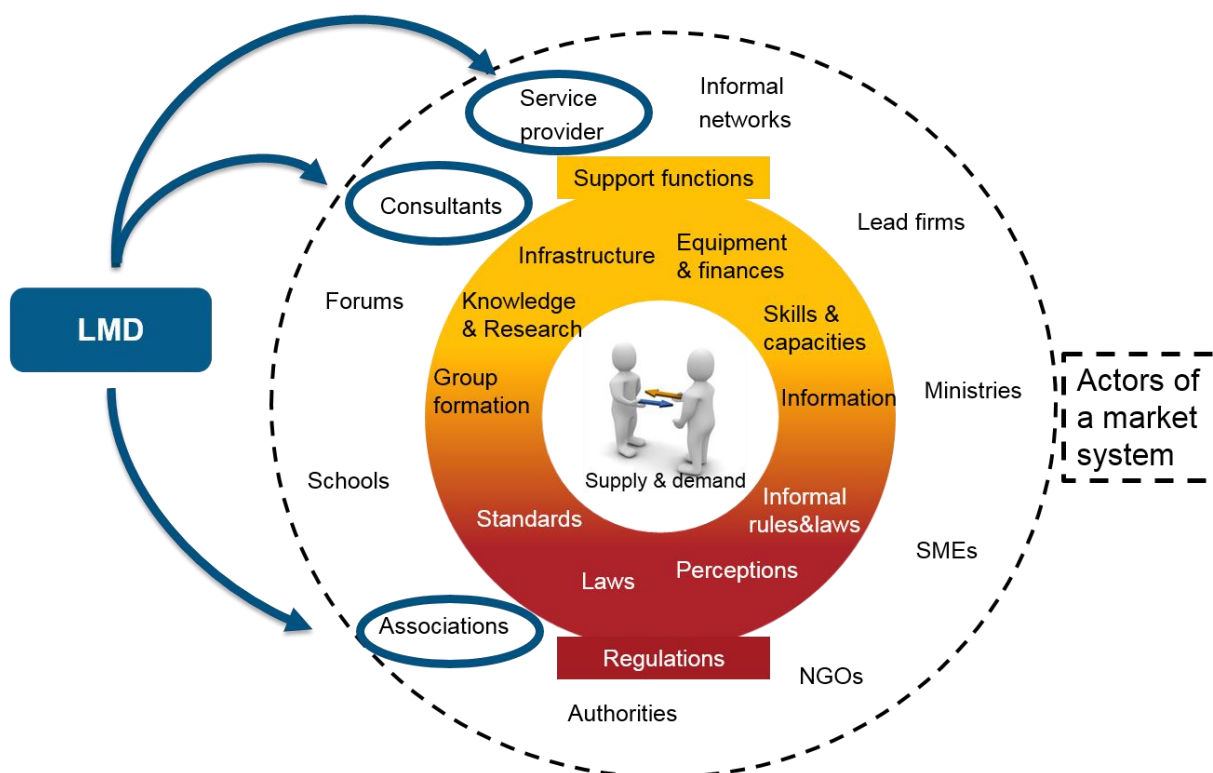 Service
provider
Informal
networks
Support functions
Consultants
Lead firms
Infrastructure
Equipment
& finances
Forums
Knowledge
& Research
Skills &
capacities
LMD
Group
formation
Information
Ministries
Actors of
a market
system
Supply & demand
Schools
Standards
Informal
rules&laws
Laws
Perceptions
SMEs
Associations
Regulations
NGOs
Authorities